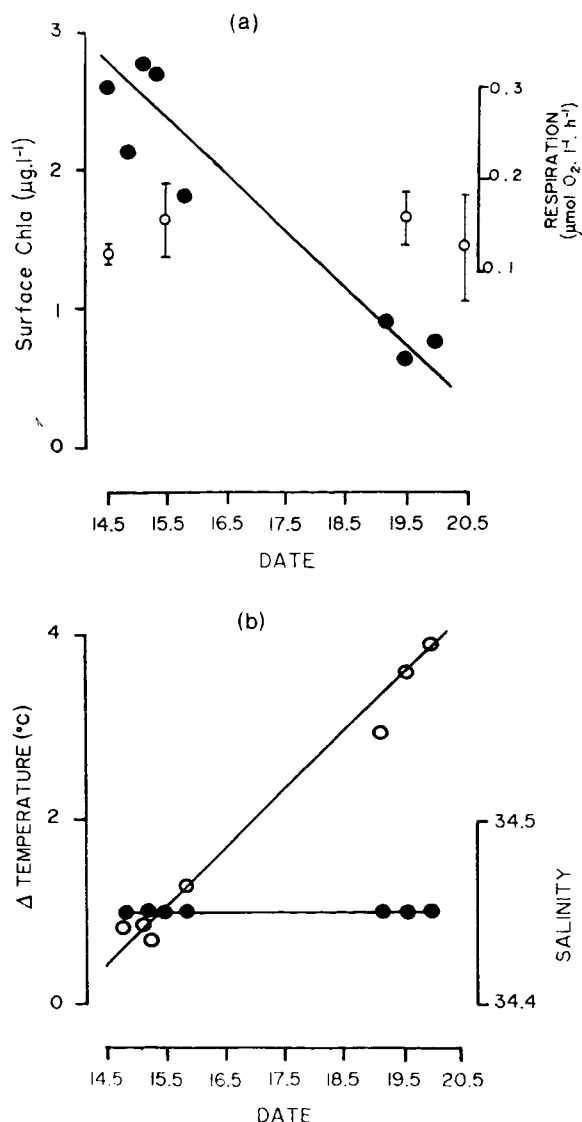 (a)
3
2
1
0
Surface Chla (µg.l⁻¹)
0.3
0.2
0.1
RESPIRATION
(µmol O₂. l⁻¹. h⁻¹)
14.5 15.5 16.5 17.5 18.5 19.5 20.5
DATE
(b)
4
2
0
Δ TEMPERATURE (°C)
34.5
34.4
SALINITY
14.5 15.5 16.5 17.5 18.5 19.5 20.5
DATE